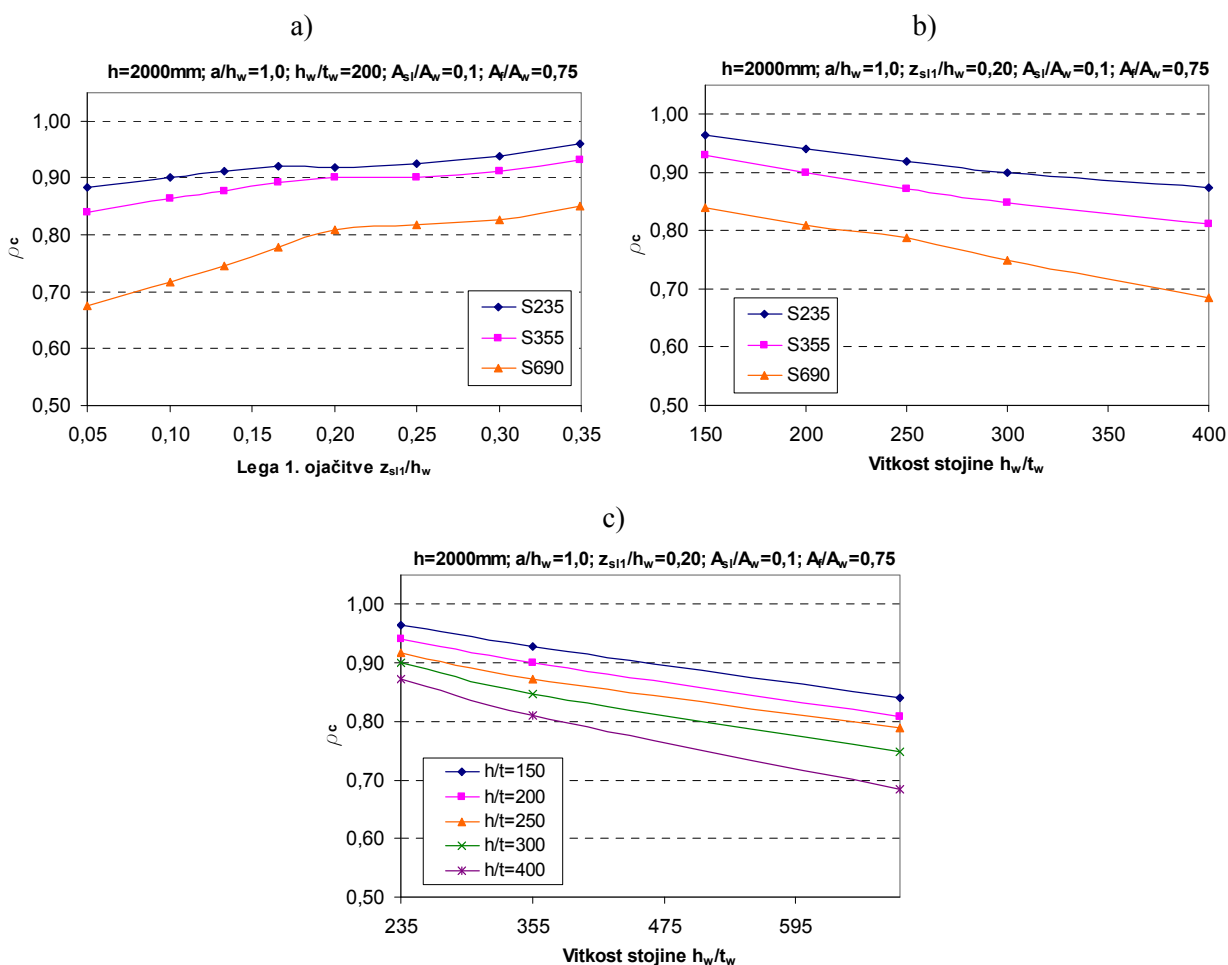 a)
h=2000mm; a/hw=1,0; hw/tw=200; Asl/Aw=0,1; Af/Aw=0,75
1,00
0,90
0,80
0,70
0,60
0,50
ρc
S235
S355
S690
0,05 0,10 0,15 0,20 0,25 0,30 0,35
Lega 1. ojačitve zsl1/hw
b)
h=2000mm; a/hw=1,0; zsl1/hw=0,20; Asl/Aw=0,1; Af/Aw=0,75
1,00
0,90
0,80
0,70
0,60
0,50
ρc
S235
S355
S690
150 200 250 300 350 400
Vitkost stojine hw/tw
c)
h=2000mm; a/hw=1,0; zsl1/hw=0,20; Asl/Aw=0,1; Af/Aw=0,75
1,00
0,90
0,80
0,70
0,60
0,50
ρc
h/t=150
h/t=200
h/t=250
h/t=300
h/t=400
235 355 475 595
Vitkost stojine hw/tw